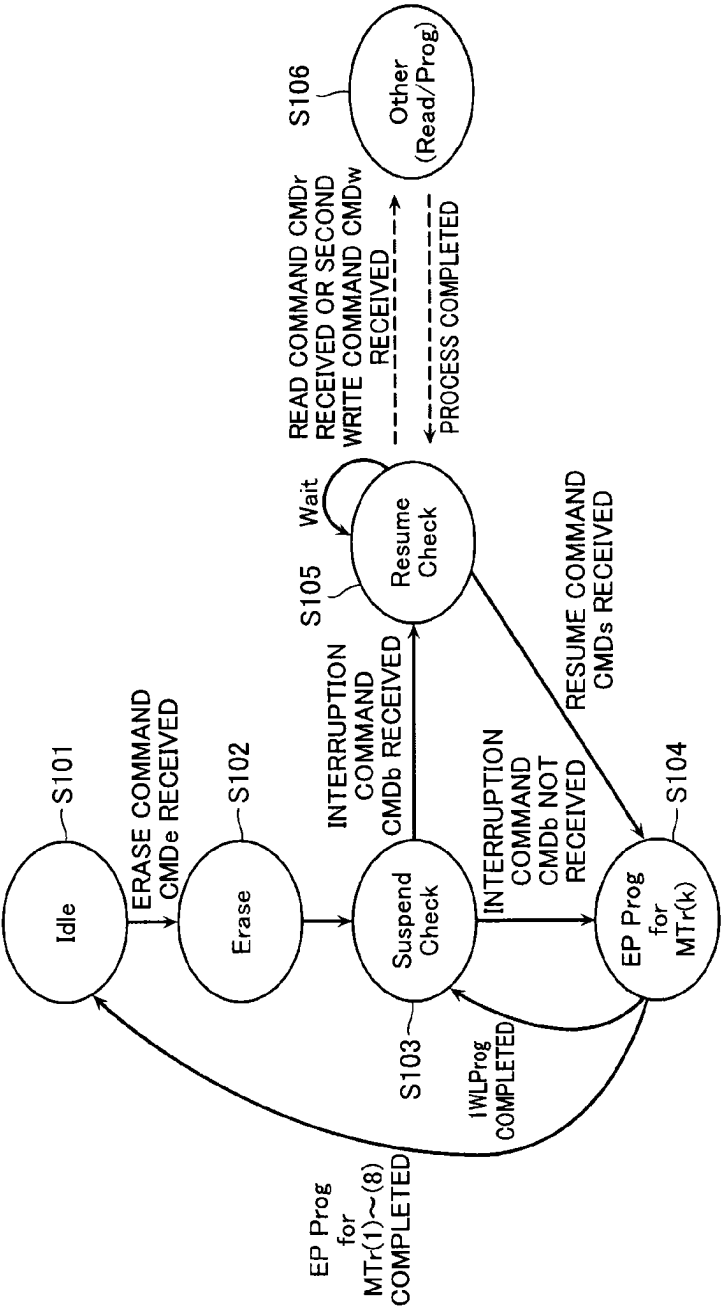 S101
Idle
ERASE COMMAND
CMDe RECEIVED
S102
Erase
INTERRUPTION
COMMAND
CMDb RECEIVED
S103
Suspend
Check
INTERRUPTION
COMMAND
CMDb NOT
RECEIVED
S104
EP Prog
for
MTr(k)
1WLProg
COMPLETED
EP Prog
for
MTr(1)～(8)
COMPLETED
S105
Wait
Resume
Check
RESUME COMMAND
CMDs RECEIVED
READ COMMAND CMDr
RECEIVED OR SECOND
WRITE COMMAND CMDw
RECEIVED
PROCESS COMPLETED
S106
Other
(Read/Prog)